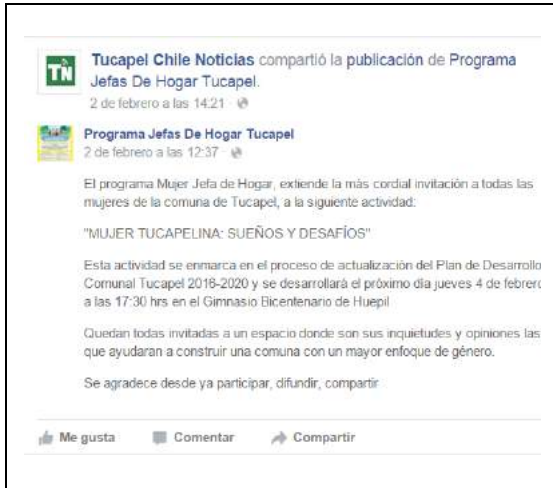 TN
Tucapel Chile Noticias compartió la publicación de Programa
Jefas De Hogar Tucapel.
2 de febrero a las 14:21 ·
Programa Jefas De Hogar Tucapel
2 de febrero a las 12:37 ·
El programa Mujer Jefa de Hogar, extiende la más cordial invitación a todas las
mujeres de la comuna de Tucapel, a la siguiente actividad:
"MUJER TUCAPELINA: SUEÑOS Y DESAFÍOS"
Esta actividad se enmarca en el proceso de actualización del Plan de Desarrollo
Comunal Tucapel 2016-2020 y se desarrollará el próximo día jueves 4 de febrero
a las 17:30 hrs en el Gimnasio Bicentenario de Huepil
Quedan todas invitadas a un espacio donde son sus inquietudes y opiniones las
que ayudaran a construir una comuna con un mayor enfoque de género.
Se agradece desde ya participar, difundir, compartir
Me gusta Comentar Compartir